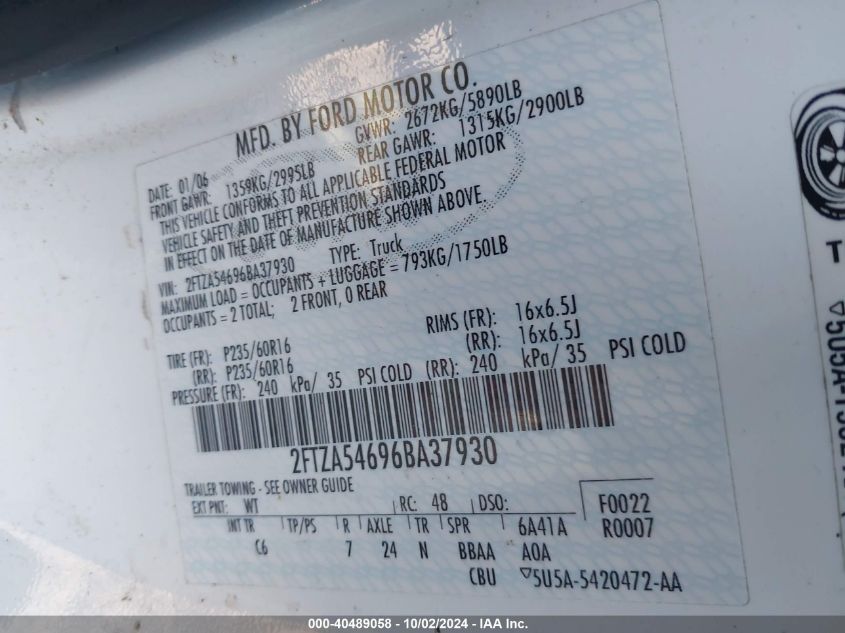 MFD. BY FORD MOTOR CO.
DATE: 01/06 GVWR: 2672KG/5890LB
FRONT GAWR: 1359KG/2995LB REAR GAWR: 1315KG/2900LB
THIS VEHICLE CONFORMS TO ALL APPLICABLE FEDERAL MOTOR
VEHICLE SAFETY AND THEFT PREVENTION STANDARDS
IN EFFECT ON THE DATE OF MANUFACTURE SHOWN ABOVE.
VIN: 2FTZA54696BA37930 TYPE: Truck
MAXIMUM LOAD = OCCUPANTS + LUGGAGE = 793KG/1750LB
OCCUPANTS = 2 TOTAL; 2 FRONT, 0 REAR
TIRE (FR): P235/60R16 RIMS (FR): 16x6.5J
(RR): P235/60R16 (RR): 16x6.5J
PRESSURE (FR): 240 kPa/ 35 PSI COLD (RR): 240 kPa/ 35 PSI COLD
2FTZA54696BA37930
TRAILER TOWING - SEE OWNER GUIDE
EXT PNT: WT RC: 48 DSO: F0022
INT TR TP/PS R AXLE TR SPR 6A41A R0007
C6 7 24 N BBAA AOA
CBU ▽5U5A-5420472-AA
T
000-40489058 - 10/02/2024 - IAA Inc.